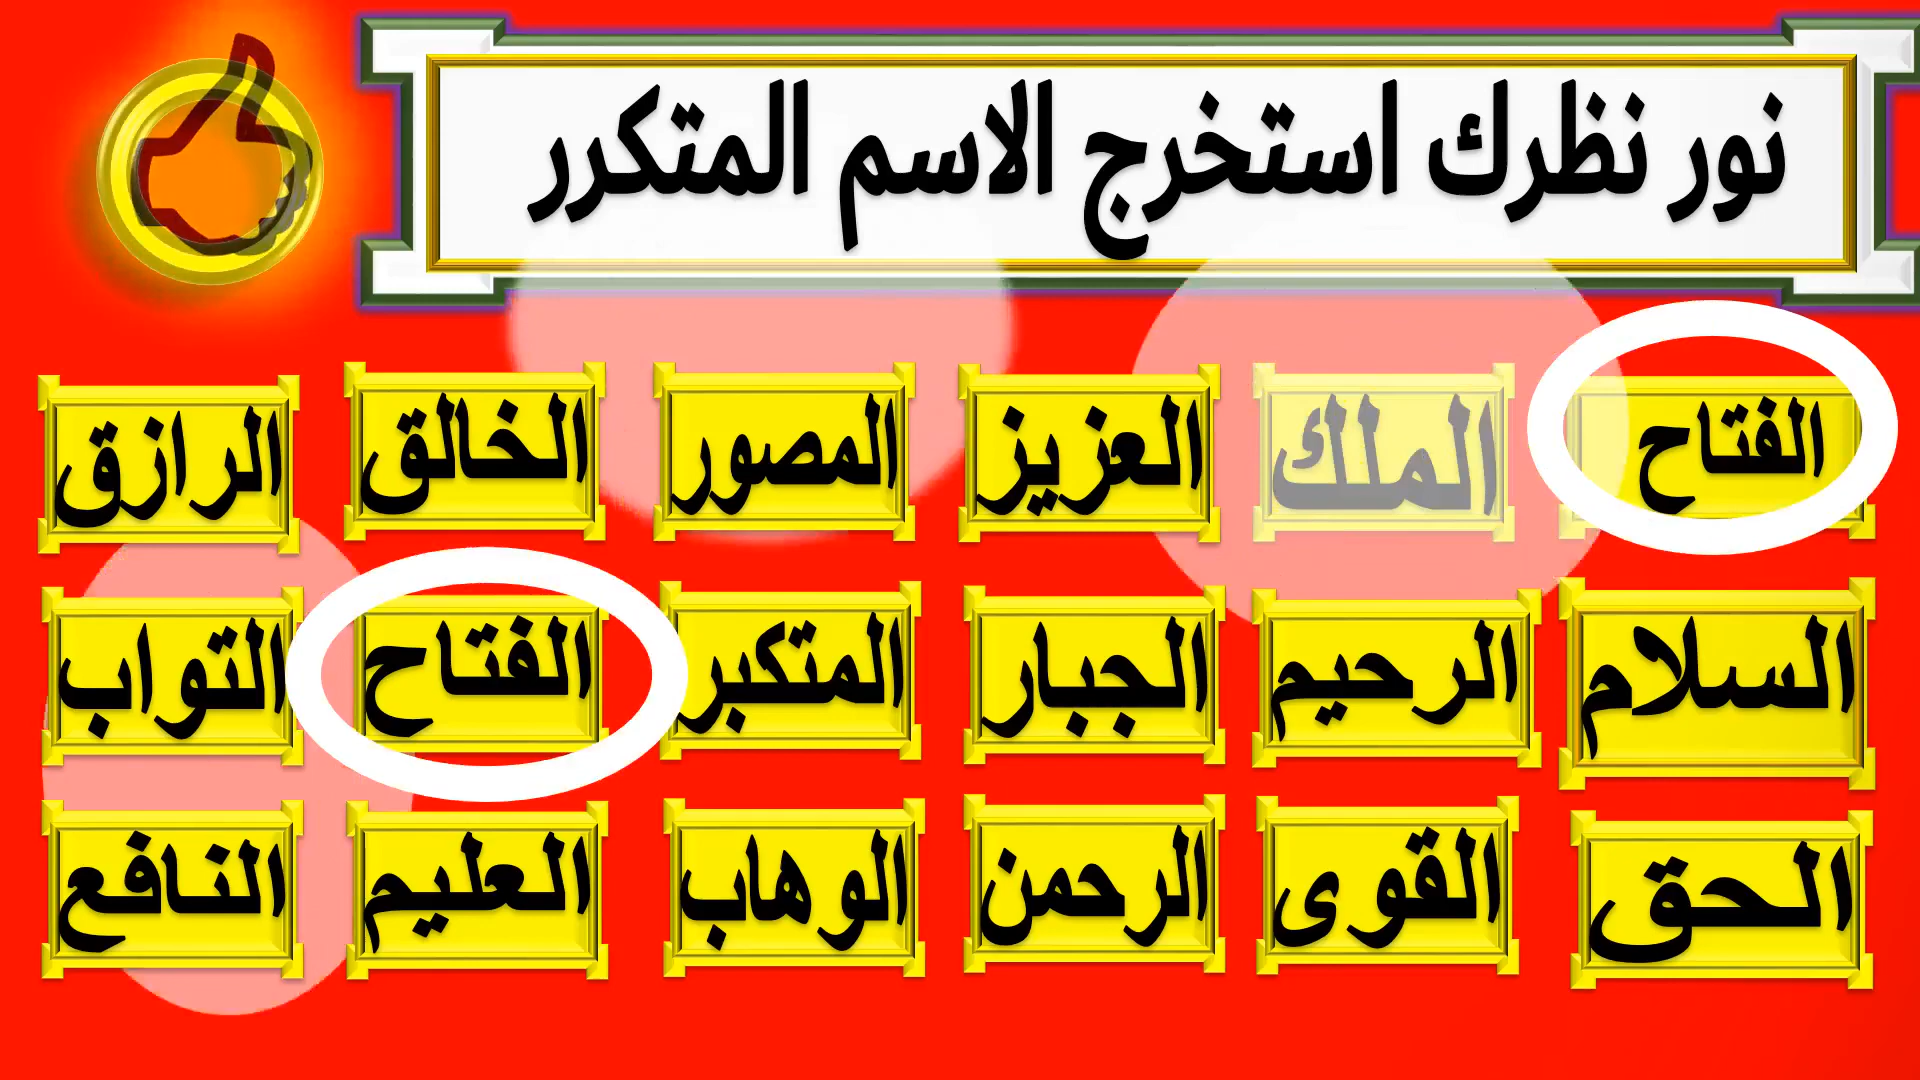 نور نظرك استخرج الاسم المتكرر
الفتاح الملك العزيز المصور الخالق الرازق
السلام الرحيم الجبار المتكبر الفتاح التواب
الحق القوى الرحمن الوهاب العليم النافع